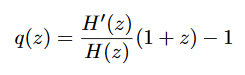 q(z) = \frac{H'(z)}{H(z)}(1 + z) − 1